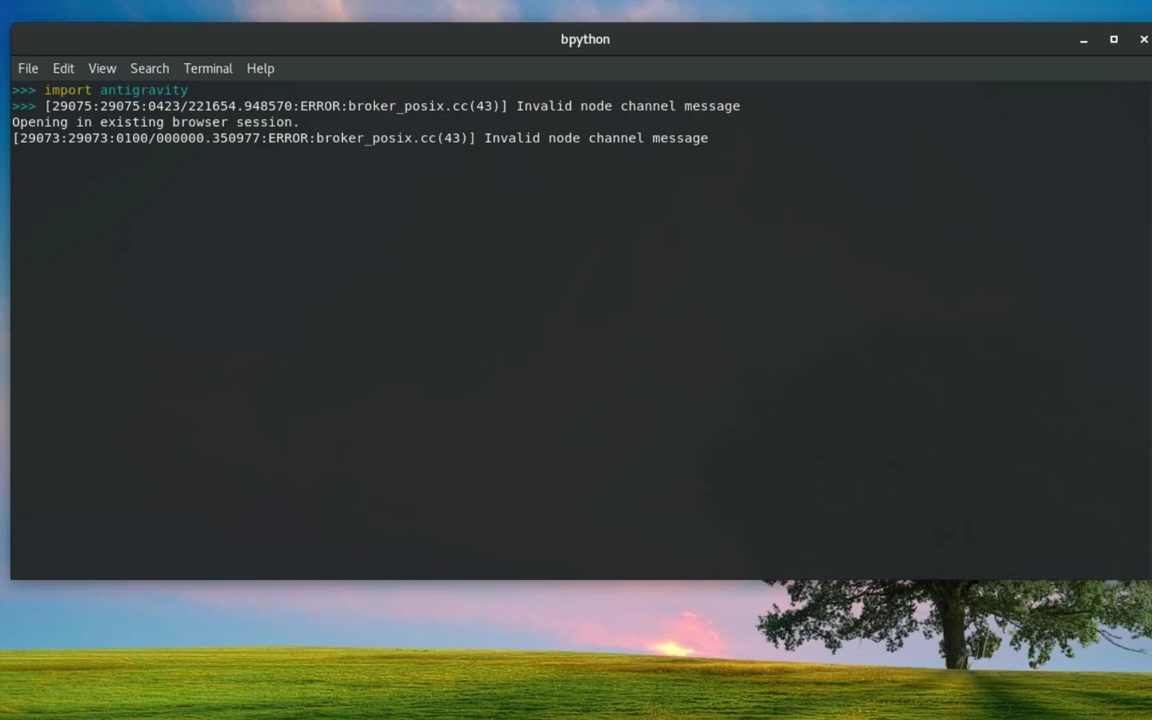 bpython
File Edit View Search Terminal Help
>>> import antigravity
>>> [29075:29075:0423/221654.948570:ERROR:broker_posix.cc(43)] Invalid node channel message
Opening in existing browser session.
[29073:29073:0100/000000.350977:ERROR:broker_posix.cc(43)] Invalid node channel message